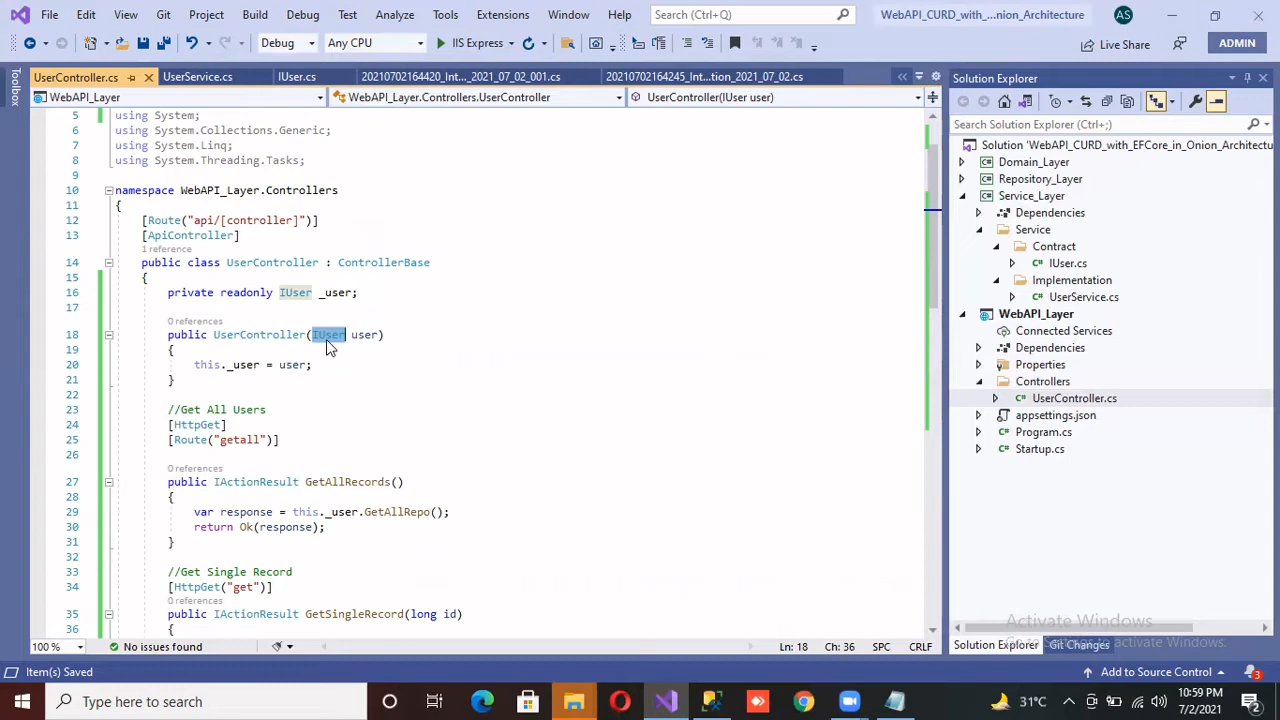 File Edit View Git Project Build Debug Test Analyze Tools Extensions Window Help Search (Ctrl+Q) WebAPI_CURD_with_...nion_Architecture AS
Debug Any CPU IIS Express Live Share ADMIN
Toolbox
UserController.cs UserService.cs IUser.cs 20210702164420_Int..._2021_07_02_001.cs 20210702164245_Int...tion_2021_07_02.cs
WebAPI_Layer WebAPI_Layer.Controllers.UserController UserController(IUser user)
5 using System;
6 using System.Collections.Generic;
7 using System.Linq;
8 using System.Threading.Tasks;
9
10 namespace WebAPI_Layer.Controllers
11 {
12 [Route("api/[controller]")]
13 [ApiController]
1 reference
14 public class UserController : ControllerBase
15 {
16 private readonly IUser _user;
17
0 references
18 public UserController(IUser user)
19 {
20 this._user = user;
21 }
22
23 //Get All Users
24 [HttpGet]
25 [Route("getall")]
26
0 references
27 public IActionResult GetAllRecords()
28 {
29 var response = this._user.GetAllRepo();
30 return Ok(response);
31 }
32
33 //Get Single Record
34 [HttpGet("get")]
0 references
35 public IActionResult GetSingleRecord(long id)
36 {
100 % No issues found Ln: 18 Ch: 36 SPC CRLF
Solution Explorer
Search Solution Explorer (Ctrl+;)
Solution 'WebAPI_CURD_with_EFCore_in_Onion_Architectu
Domain_Layer
Repository_Layer
Service_Layer
Dependencies
Service
Contract
IUser.cs
Implementation
UserService.cs
WebAPI_Layer
Connected Services
Dependencies
Properties
Controllers
UserController.cs
appsettings.json
Program.cs
Startup.cs
Activate Windows
Go to Settings to activate Windows.
Solution Explorer Git Changes
Item(s) Saved Add to Source Control 3
Type here to search 31°C 10:59 PM
7/2/2021 2